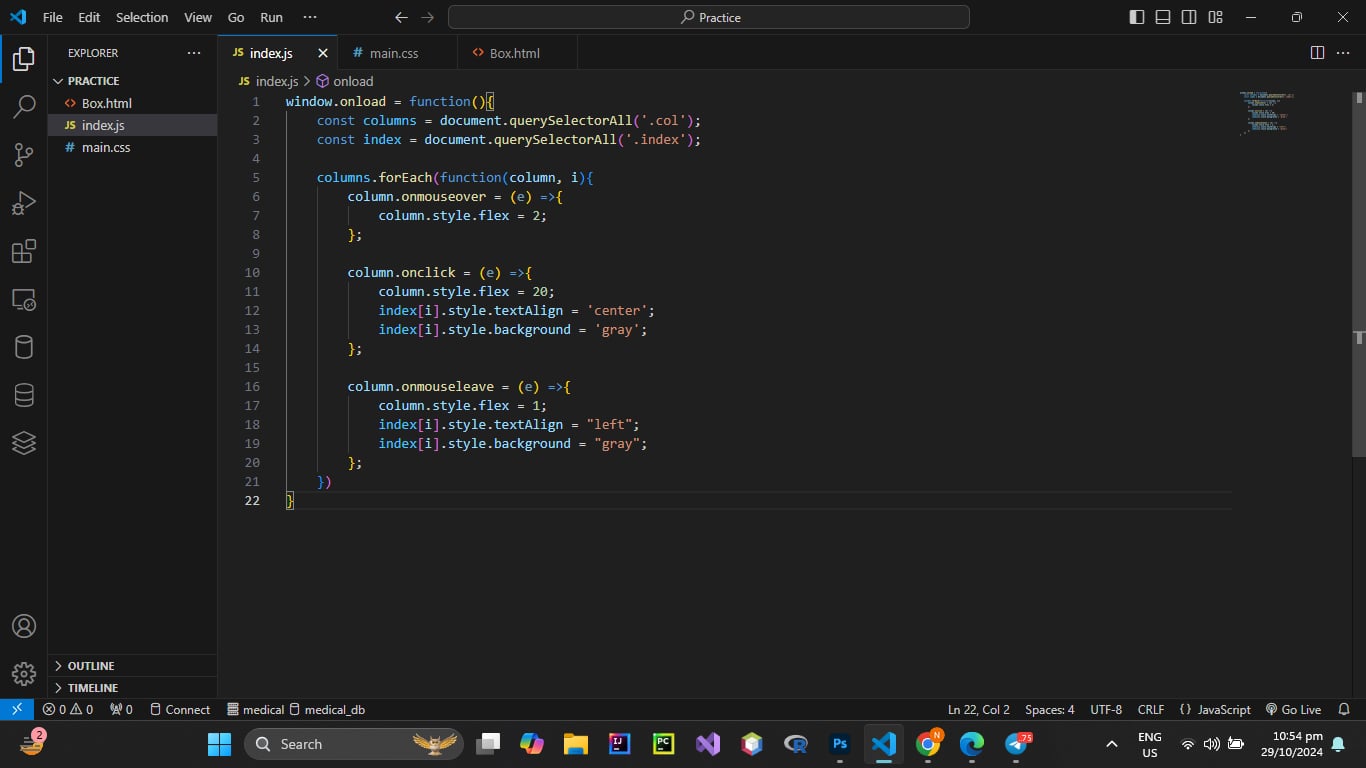 File Edit Selection View Go Run ···
Practice
EXPLORER ···
PRACTICE
<> Box.html
JS index.js
# main.css
OUTLINE
TIMELINE
JS index.js # main.css <> Box.html ···
JS index.js > onload
1 window.onload = function(){
2     const columns = document.querySelectorAll('.col');
3     const index = document.querySelectorAll('.index');
4
5     columns.forEach(function(column, i){
6         column.onmouseover = (e) =>{
7             column.style.flex = 2;
8         };
9
10         column.onclick = (e) =>{
11             column.style.flex = 20;
12             index[i].style.textAlign = 'center';
13             index[i].style.background = 'gray';
14         };
15
16         column.onmouseleave = (e) =>{
17             column.style.flex = 1;
18             index[i].style.textAlign = "left";
19             index[i].style.background = "gray";
20         };
21     })
22 }
0 0 0 Connect medical medical_db Ln 22, Col 2 Spaces: 4 UTF-8 CRLF {} JavaScript Go Live
2 Search IJ PC R Ps N 75 ENG 10:54 pm
US 29/10/2024